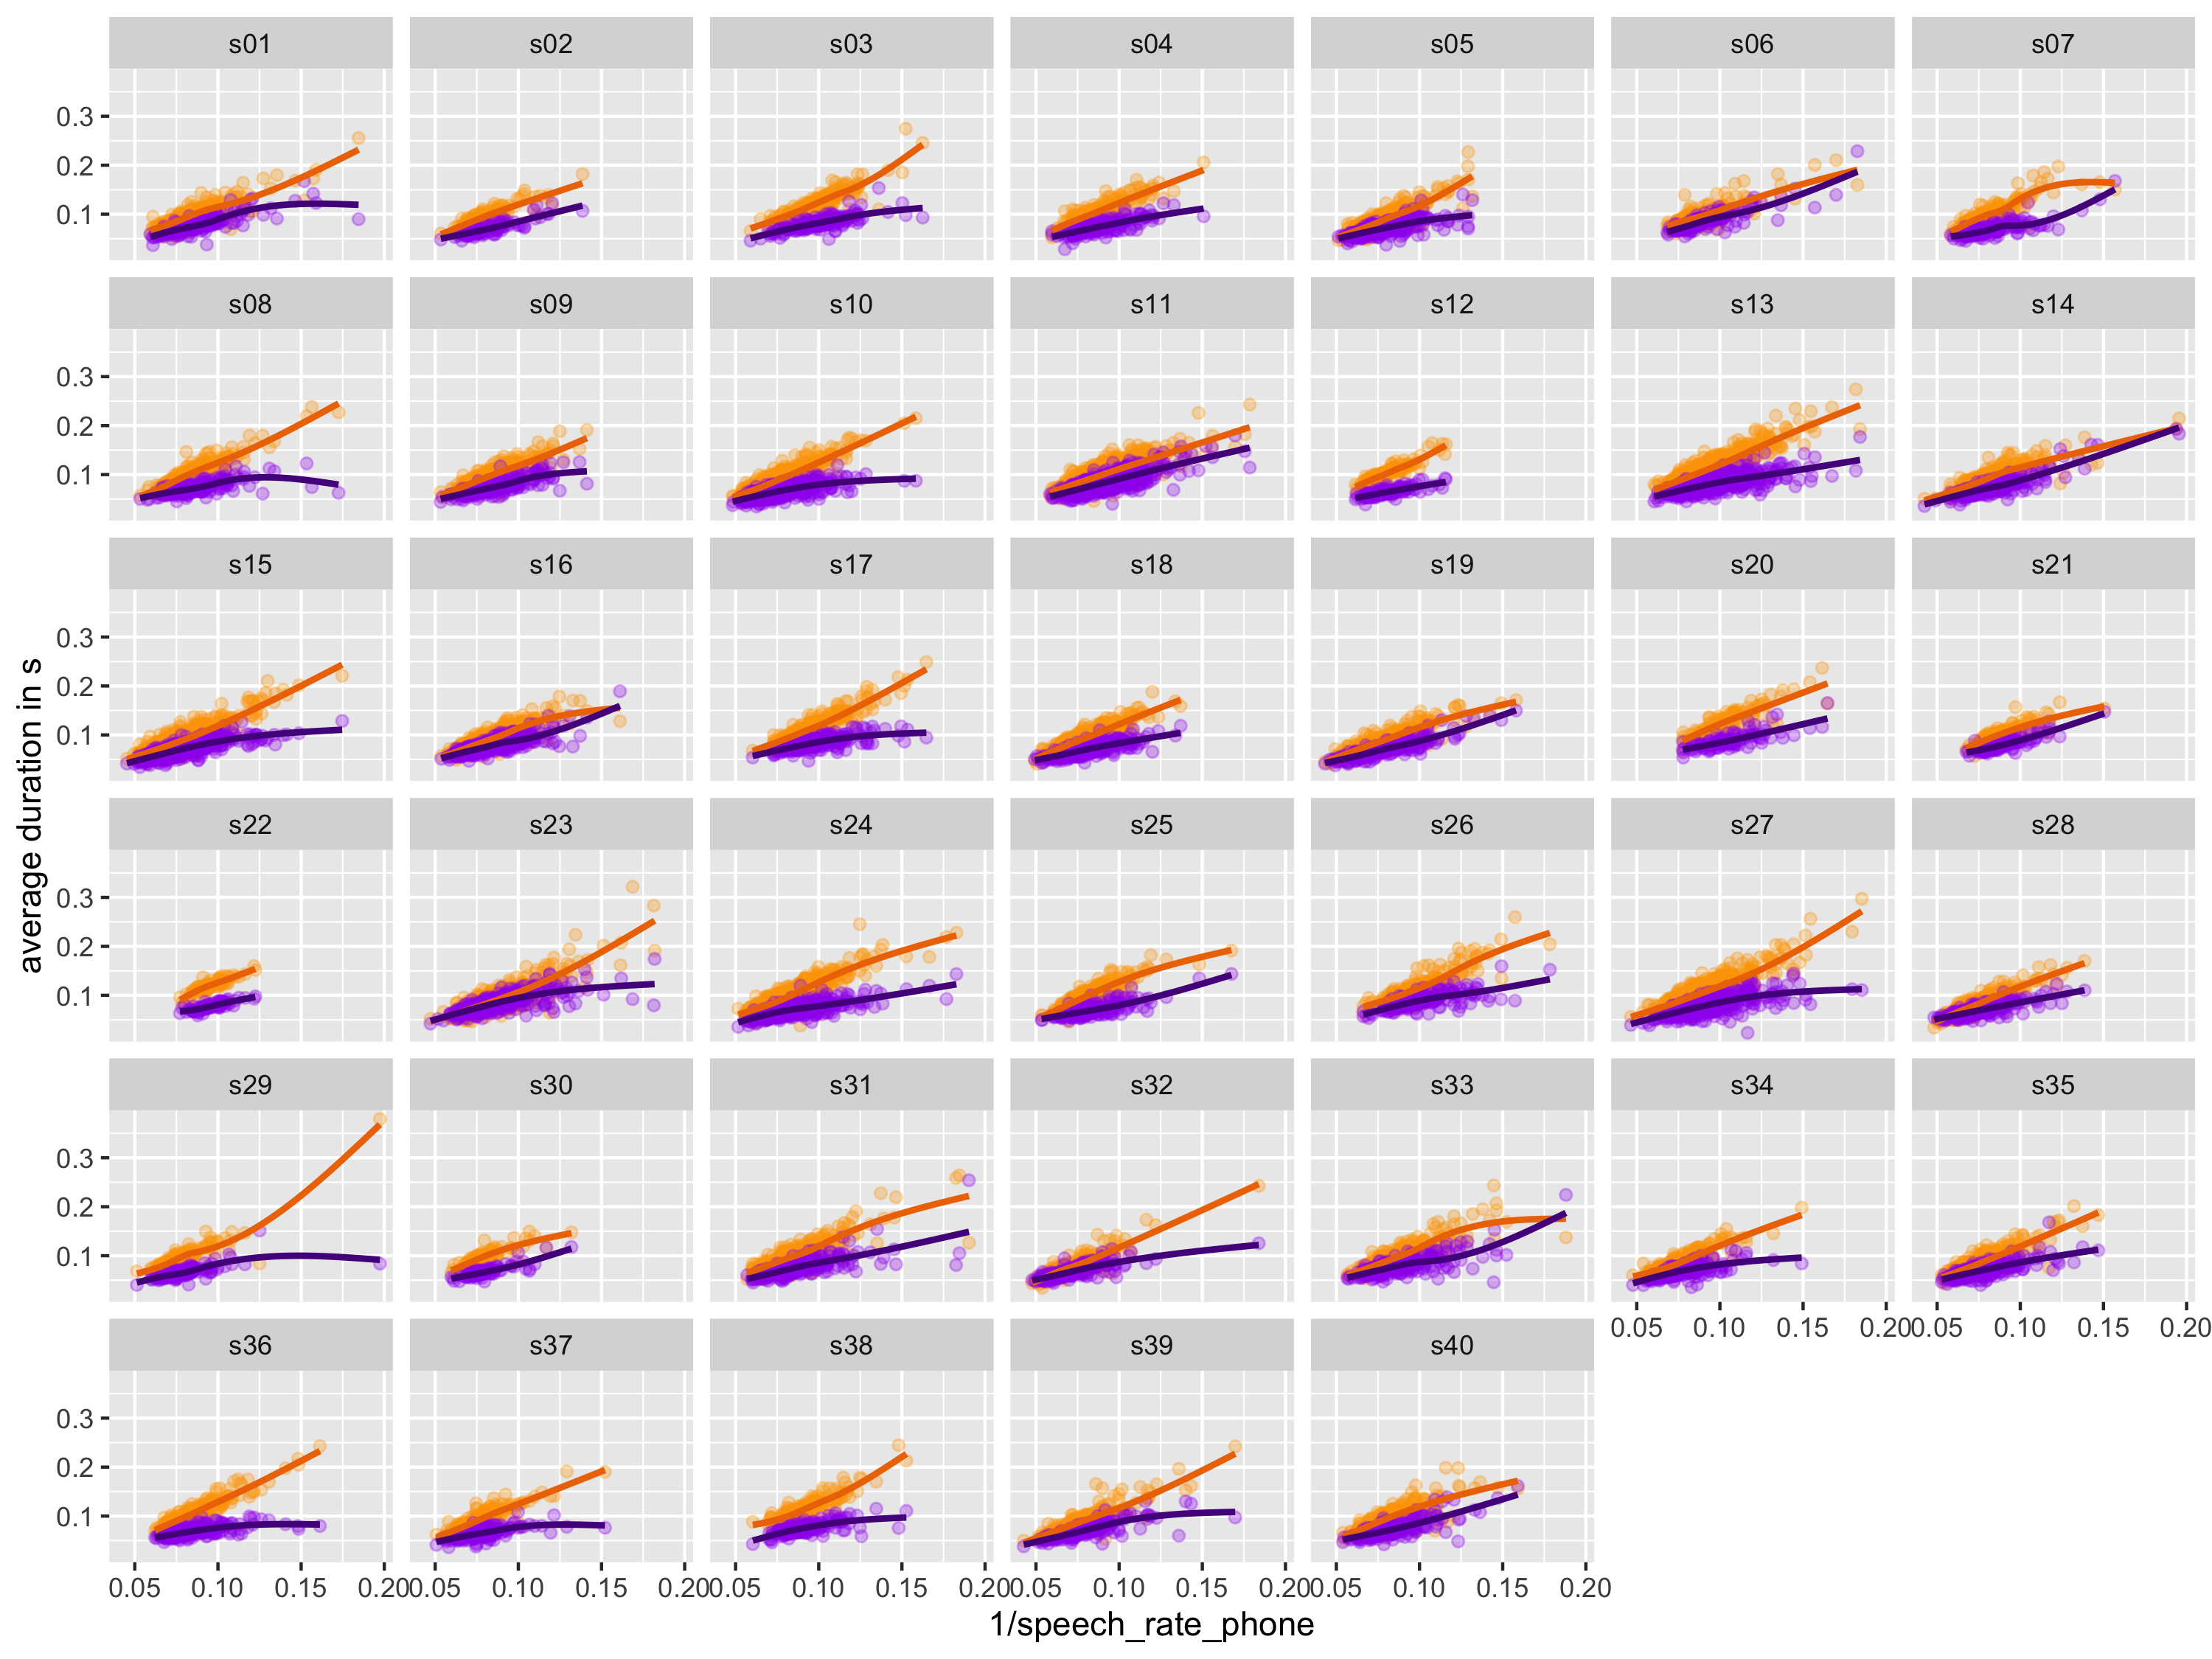 s01 s02 s03 s04 s05 s06 s07
0.3
0.2
0.1
s08 s09 s10 s11 s12 s13 s14
0.3
0.2
0.1
s15 s16 s17 s18 s19 s20 s21
0.3
0.2
0.1
s22 s23 s24 s25 s26 s27 s28
0.3
0.2
0.1
s29 s30 s31 s32 s33 s34 s35
0.3
0.2
0.1
0.05 0.10 0.15 0.20 0.05 0.10 0.15 0.20
s36 s37 s38 s39 s40
0.3
0.2
0.1
0.05 0.10 0.15 0.20 0.05 0.10 0.15 0.20 0.05 0.10 0.15 0.20 0.05 0.10 0.15 0.20 0.05 0.10 0.15 0.20
1/speech_rate_phone
average duration in s